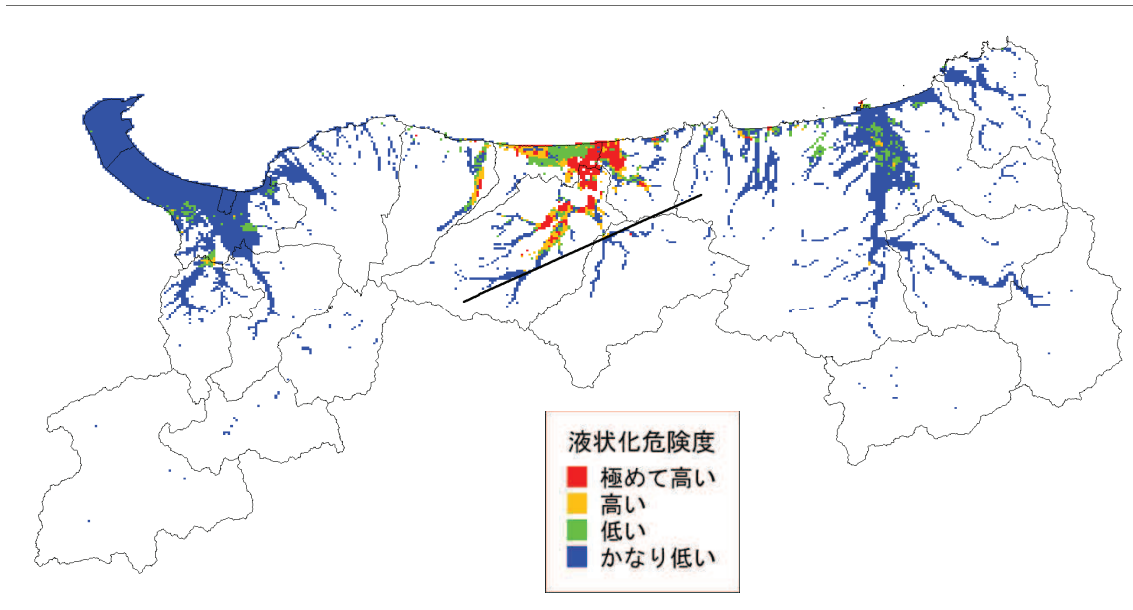 液状化危険度
極めて高い
高い
低い
かなり低い